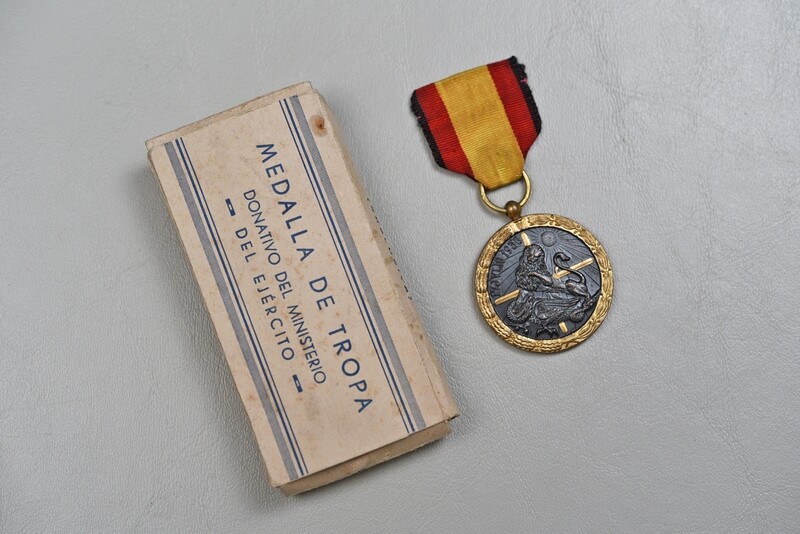 MEDALLA DE TROPA
DONATIVO DEL MINISTERIO
DEL EJÉRCITO